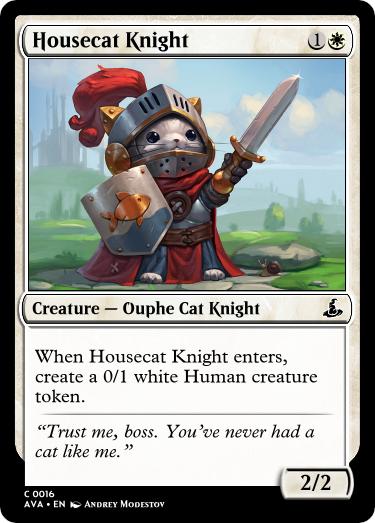 Housecat Knight 1
Creature — Ouphe Cat Knight
When Housecat Knight enters,
create a 0/1 white Human creature
token.
“Trust me, boss. You’ve never had a
cat like me.”
2/2
C 0016
AVA • EN Andrey Modestov